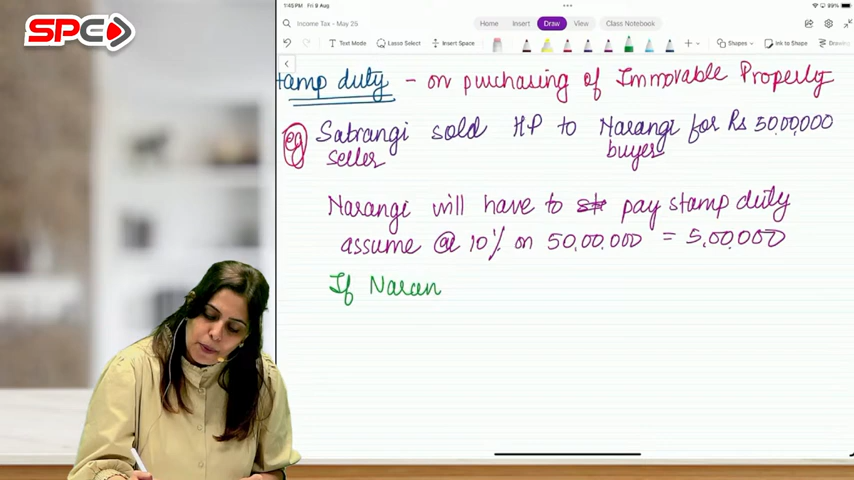 SPC
1:45 PM Fri 9 Aug
89%
Income Tax - May 25
Home Insert Draw View Class Notebook
Text Mode Lasso Select Insert Space Shapes Ink to Shape Drawing
tamp duty - on purchasing of Immovable Property
eg Satrangi sold HP to Narangi for Rs 50,00,000
seller buyer
Narangi will have to pay stamp duty
assume @ 10% on 50,00,000 = 5,00,000
If Naran